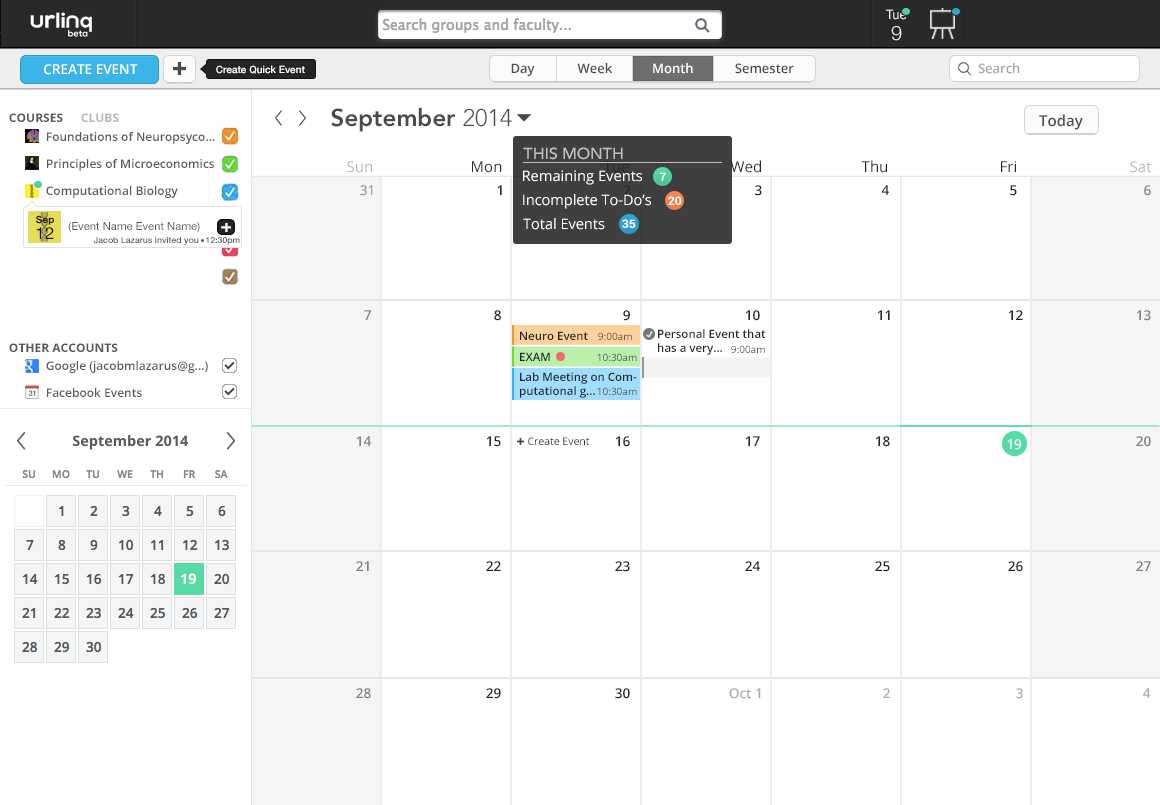 urlinq
beta
Search groups and faculty...
Tue
9
CREATE EVENT
+
Create Quick Event
Day
Week
Month
Semester
Search
COURSES CLUBS
Foundations of Neuropsyco...
Principles of Microeconomics
Computational Biology
Sep
12
(Event Name Event Name)
Jacob Lazarus invited you • 12:30pm
OTHER ACCOUNTS
Google (jacobmlazarus@g...)
31 Facebook Events
September 2014
SU MO TU WE TH FR SA
1 2 3 4 5 6
7 8 9 10 11 12 13
14 15 16 17 18 19 20
21 22 23 24 25 26 27
28 29 30
September 2014
Today
THIS MONTH
Remaining Events 7
Incomplete To-Do's 20
Total Events 35
Sun Mon Wed Thu Fri Sat
31 1 3 4 5 6
7 8 9 10 11 12 13
Neuro Event 9:00am
EXAM 10:30am
Lab Meeting on Com-
putational g... 10:30am
Personal Event that
has a very... 9:00am
14 15 + Create Event 16 17 18 19 20
21 22 23 24 25 26 27
28 29 30 Oct 1 2 3 4